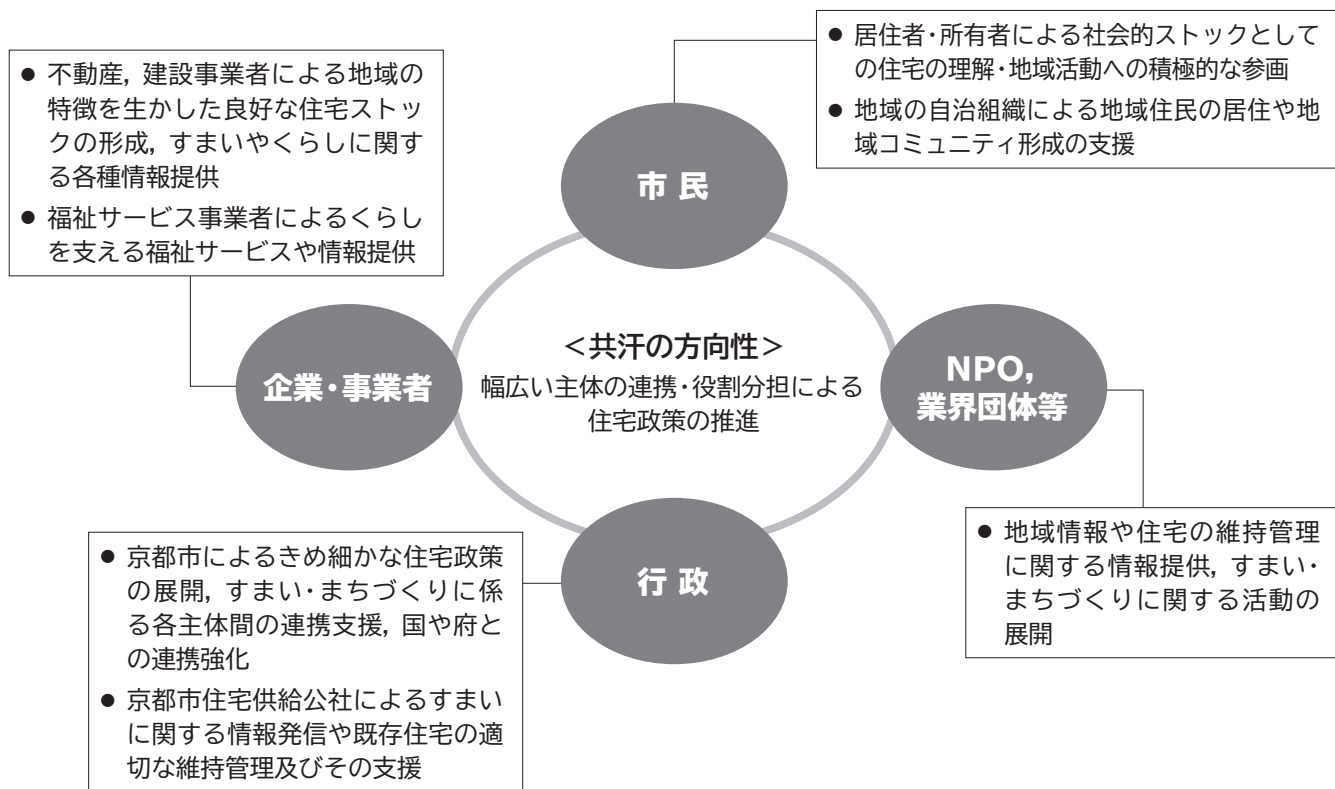 ● 居住者・所有者による社会的ストックとして
の住宅の理解・地域活動への積極的な参画
● 地域の自治組織による地域住民の居住や地
域コミュニティ形成の支援
● 不動産，建設事業者による地域の
特徴を生かした良好な住宅ストッ
クの形成，すまいやくらしに関す
る各種情報提供
● 福祉サービス事業者によるくらし
を支える福祉サービスや情報提供
市 民
＜共汗の方向性＞
幅広い主体の連携・役割分担による
住宅政策の推進
企業・事業者
NPO，
業界団体等
行 政
● 京都市によるきめ細かな住宅政策
の展開，すまい・まちづくりに係
る各主体間の連携支援，国や府と
の連携強化
● 京都市住宅供給公社によるすまい
に関する情報発信や既存住宅の適
切な維持管理及びその支援
● 地域情報や住宅の維持管理
に関する情報提供，すまい・
まちづくりに関する活動の
展開